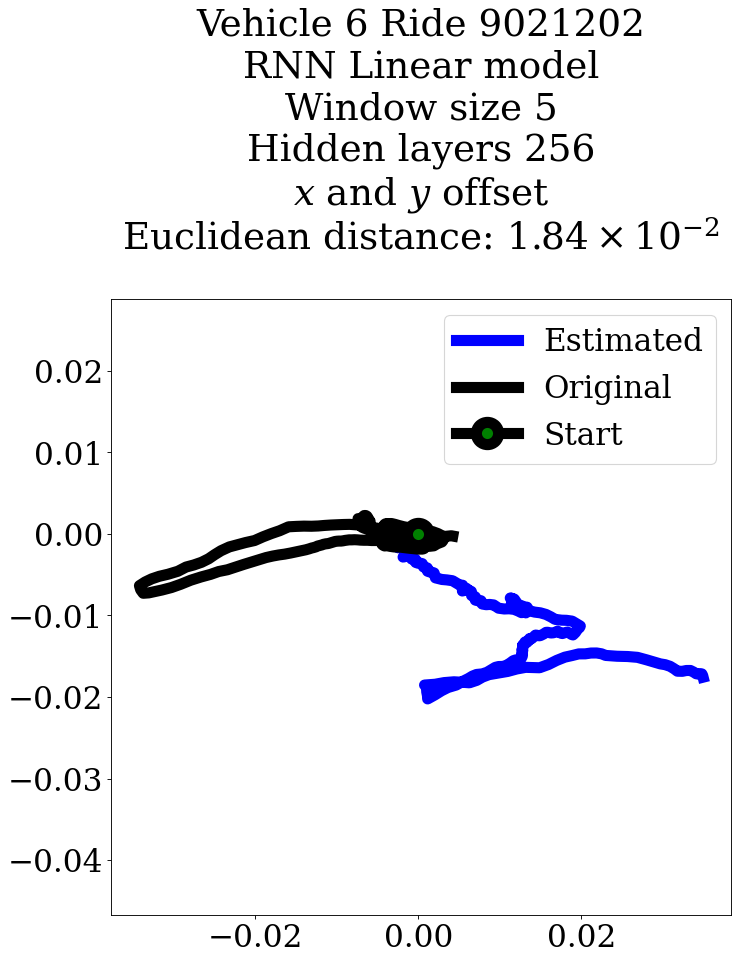 Vehicle 6 Ride 9021202
RNN Linear model
Window size 5
Hidden layers 256
x and y offset
Euclidean distance: 1.84 × 10⁻²
Estimated
Original
Start
0.02
0.01
0.00
−0.01
−0.02
−0.03
−0.04
−0.02 0.00 0.02